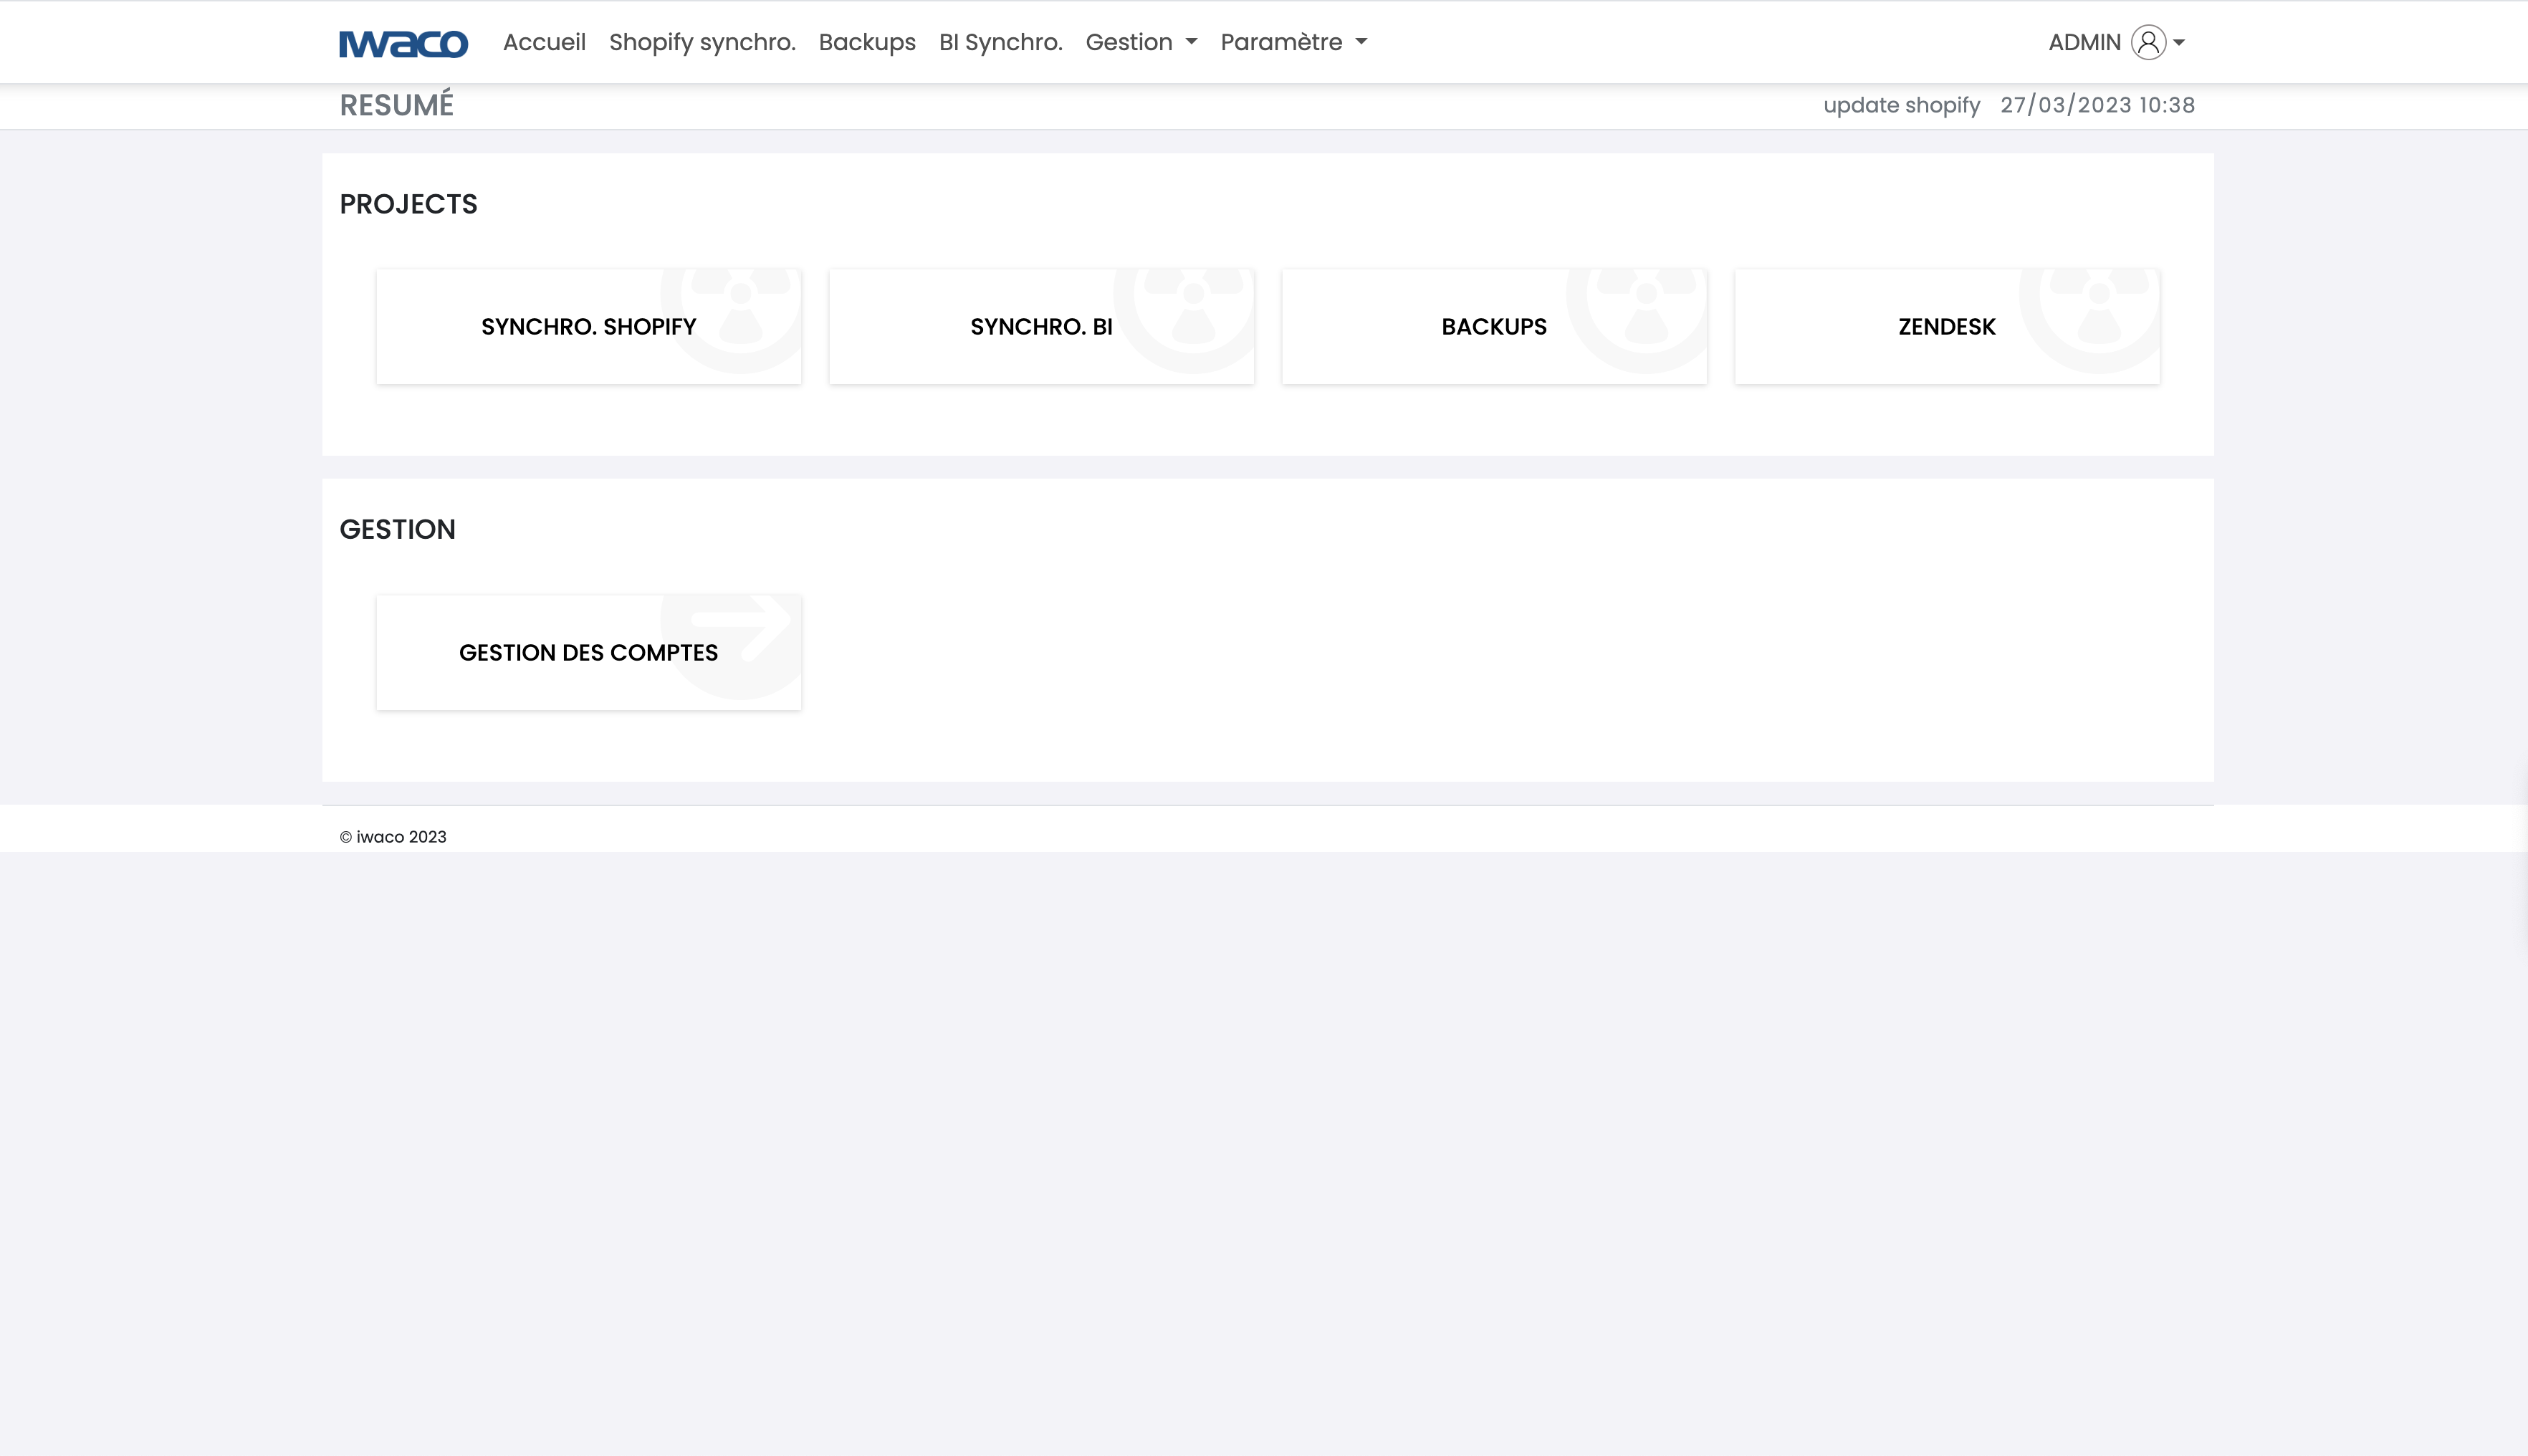 IWACO Accueil Shopify synchro. Backups BI Synchro. Gestion Paramètre ADMIN
RESUMÉ update shopify 27/03/2023 10:38
PROJECTS
SYNCHRO. SHOPIFY SYNCHRO. BI BACKUPS ZENDESK
GESTION
GESTION DES COMPTES
© iwaco 2023